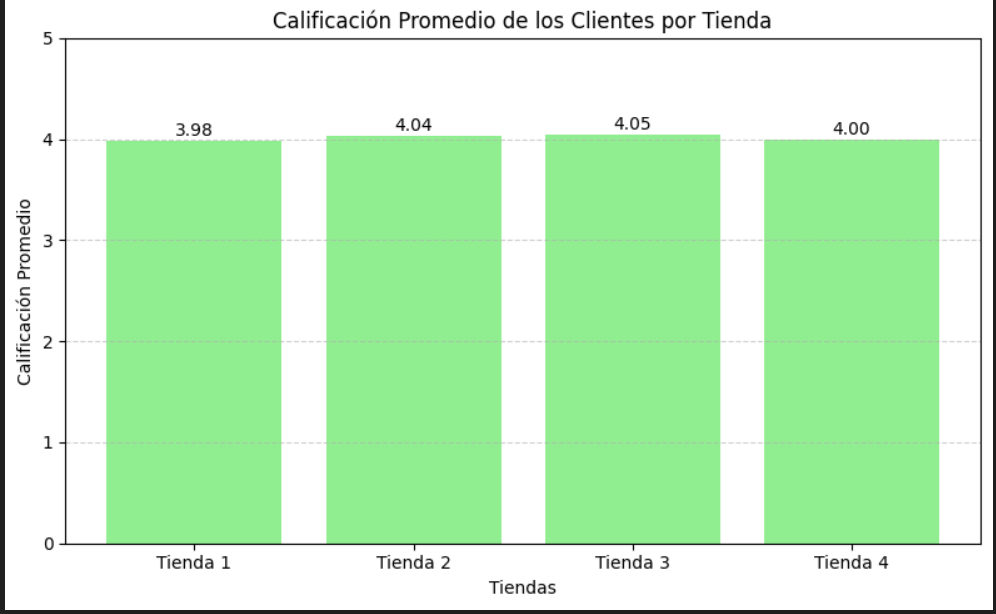 Calificación Promedio de los Clientes por Tienda
5
4
3
2
1
0
Calificación Promedio
3.98
4.04
4.05
4.00
Tienda 1
Tienda 2
Tienda 3
Tienda 4
Tiendas